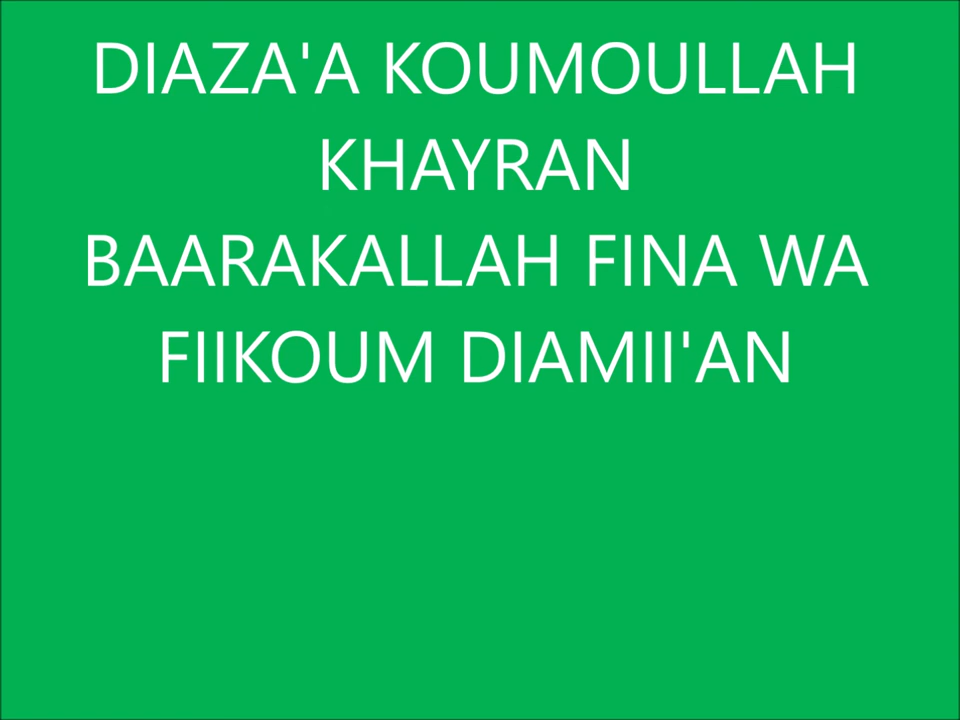 DIAZA'A KOUMOULLAH
KHAYRAN
BAARAKALLAH FINA WA
FIIKOUM DIAMII'AN